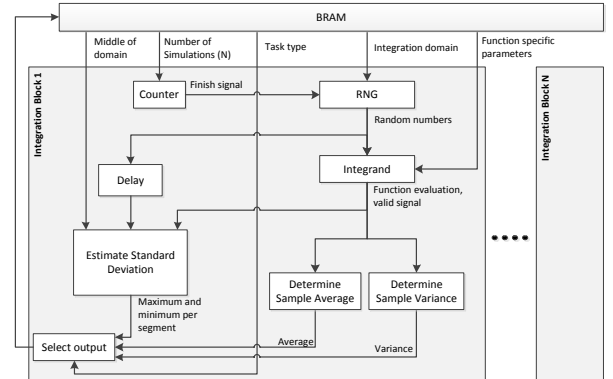 BRAM
Middle of
domain
Number of
Simulations (N)
Task type
Integration domain
Function specific
parameters
Integration Block 1
Integration Block N
Counter
Finish signal
RNG
Random numbers
Delay
Integrand
Function evaluation,
valid signal
Estimate Standard
Deviation
Determine
Sample Average
Determine
Sample Variance
Maximum and
minimum per
segment
Select output
Average
Variance